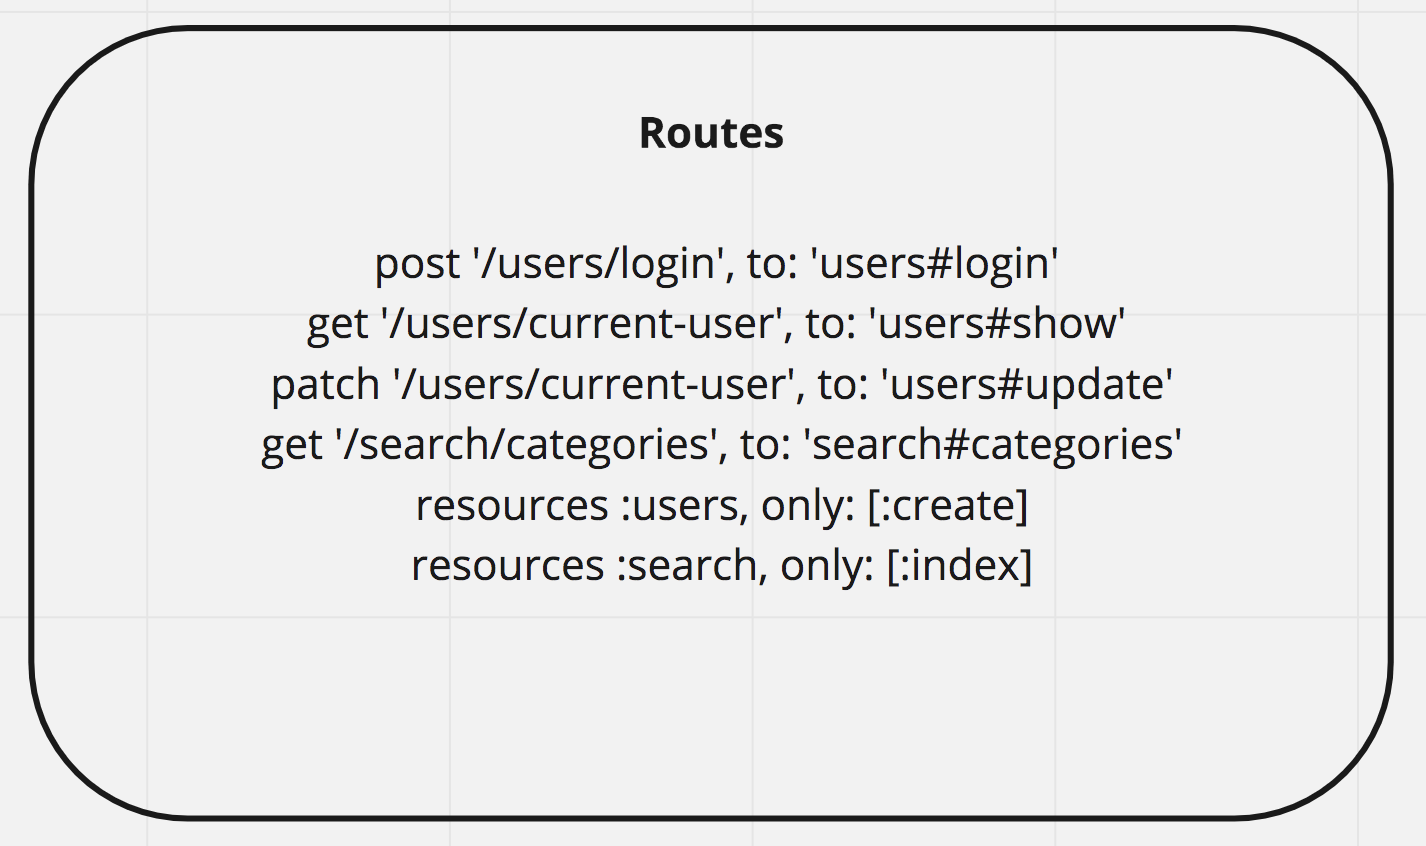 Routes
post '/users/login', to: 'users#login'
get '/users/current-user', to: 'users#show'
patch '/users/current-user', to: 'users#update'
get '/search/categories', to: 'search#categories'
resources :users, only: [:create]
resources :search, only: [:index]